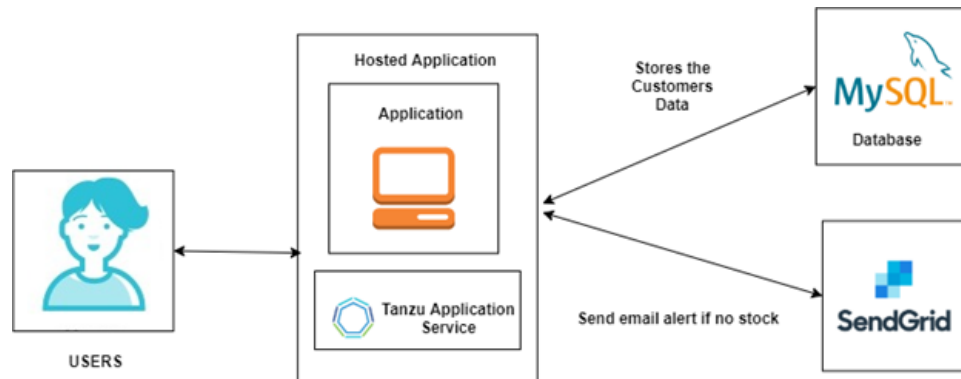 Hosted Application
Application
Tanzu Application
Service
USERS
Stores the
Customers
Data
MySQL™
Database
Send email alert if no stock
SendGrid